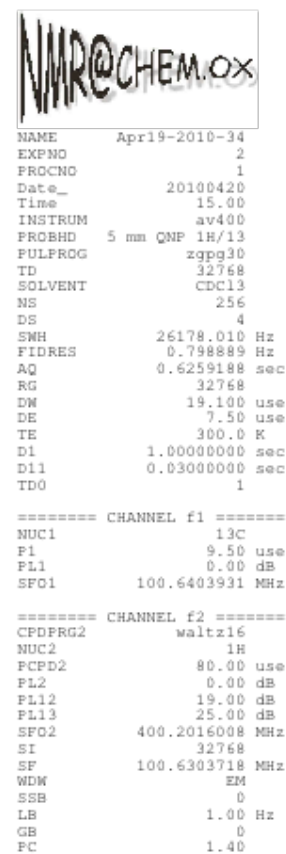 NMR@CHEM.OX
NAME Apr19-2010-34
EXPNO 2
PROCNO 1
Date_ 20100420
Time 15.00
INSTRUM av400
PROBHD 5 mm QNP 1H/13
PULPROG zgpg30
TD 32768
SOLVENT CDCl3
NS 256
DS 4
SWH 26178.010 Hz
FIDRES 0.798889 Hz
AQ 0.6259188 sec
RG 32768
DW 19.100 use
DE 7.50 use
TE 300.0 K
D1 1.00000000 sec
D11 0.03000000 sec
TD0 1
======== CHANNEL f1 =======
NUC1 13C
P1 9.50 use
PL1 0.00 dB
SFO1 100.6403931 MHz
======== CHANNEL f2 =======
CPDPRG2 waltz16
NUC2 1H
PCPD2 80.00 use
PL2 0.00 dB
PL12 19.00 dB
PL13 25.00 dB
SFO2 400.2016008 MHz
SI 32768
SF 100.6303718 MHz
WDW EM
SSB 0
LB 1.00 Hz
GB 0
PC 1.40